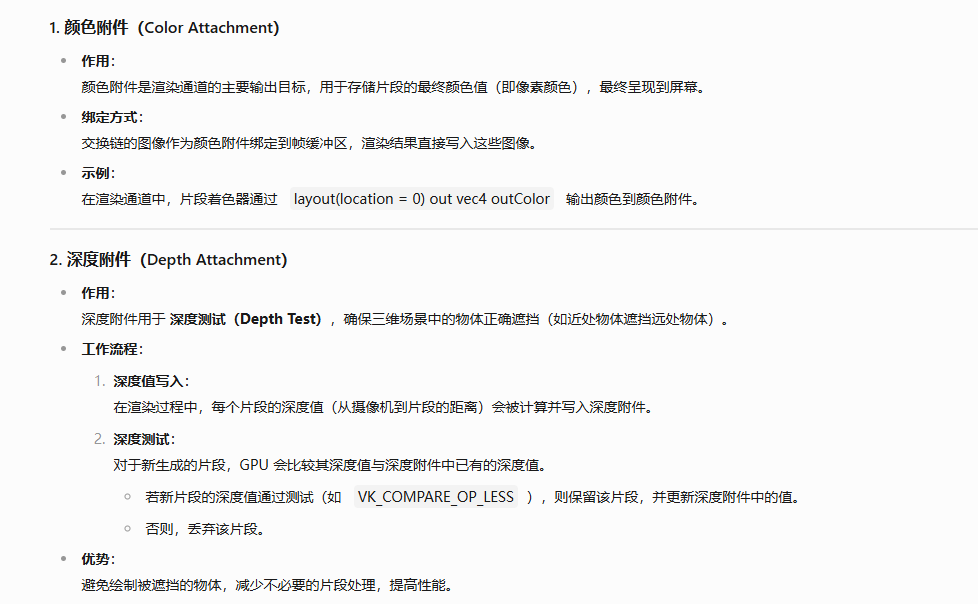 1. 颜色附件（Color Attachment）
作用：
颜色附件是渲染通道的主要输出目标，用于存储片段的最终颜色值（即像素颜色），最终呈现到屏幕。
绑定方式：
交换链的图像作为颜色附件绑定到帧缓冲区，渲染结果直接写入这些图像。
示例：
在渲染通道中，片段着色器通过 layout(location = 0) out vec4 outColor 输出颜色到颜色附件。
2. 深度附件（Depth Attachment）
作用：
深度附件用于 深度测试（Depth Test），确保三维场景中的物体正确遮挡（如近处物体遮挡远处物体）。
工作流程：
1. 深度值写入：
在渲染过程中，每个片段的深度值（从摄像机到片段的距离）会被计算并写入深度附件。
2. 深度测试：
对于新生成的片段，GPU 会比较其深度值与深度附件中已有的深度值。
若新片段的深度值通过测试（如 VK_COMPARE_OP_LESS ），则保留该片段，并更新深度附件中的值。
否则，丢弃该片段。
优势：
避免绘制被遮挡的物体，减少不必要的片段处理，提高性能。